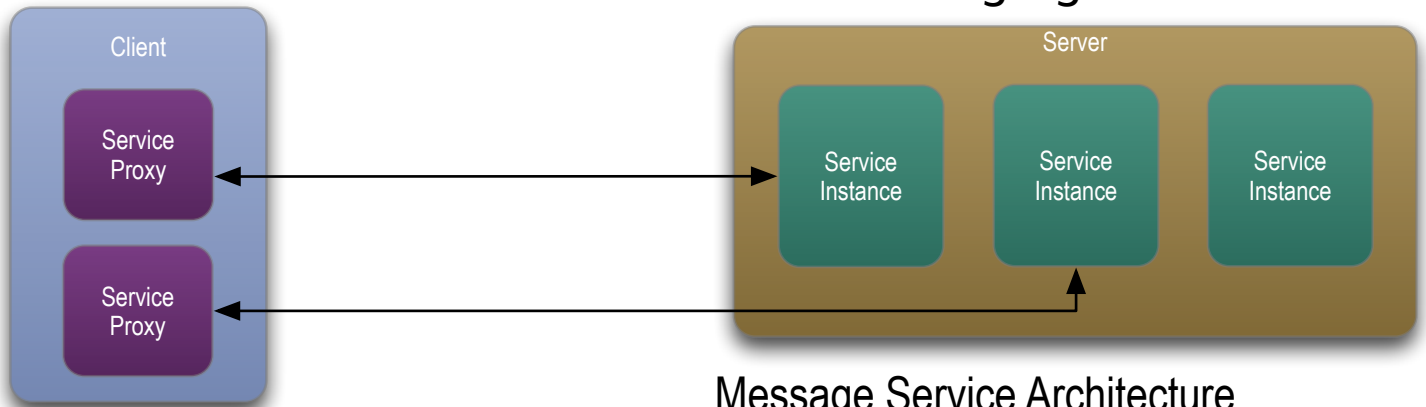 Client
Server
Service
Proxy
Service
Instance
Service
Instance
Service
Instance
Service
Proxy
Message Service Architecture